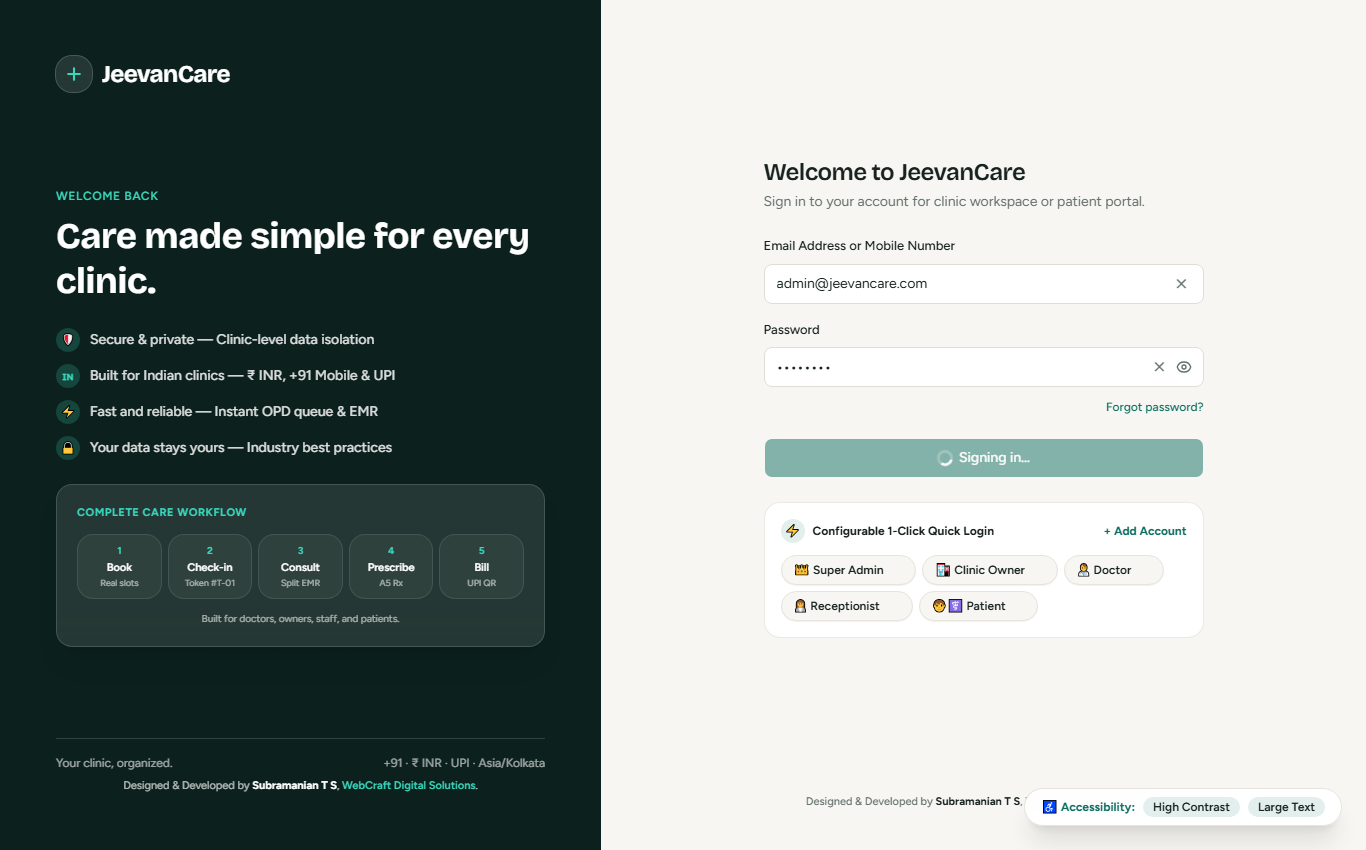 JeevanCare
WELCOME BACK
Care made simple for every
clinic.
Secure & private — Clinic-level data isolation
IN Built for Indian clinics — ₹ INR, +91 Mobile & UPI
Fast and reliable — Instant OPD queue & EMR
Your data stays yours — Industry best practices
COMPLETE CARE WORKFLOW
1 2 3 4 5
Book Check-in Consult Prescribe Bill
Real slots Token #T-01 Split EMR A5 Rx UPI QR
Built for doctors, owners, staff, and patients.
Your clinic, organized. +91 · ₹ INR · UPI · Asia/Kolkata
Designed & Developed by Subramanian T S, WebCraft Digital Solutions.
Welcome to JeevanCare
Sign in to your account for clinic workspace or patient portal.
Email Address or Mobile Number
admin@jeevancare.com
Password
••••••••
Forgot password?
Signing in...
Configurable 1-Click Quick Login + Add Account
Super Admin Clinic Owner Doctor
Receptionist Patient
Designed & Developed by Subramanian T S,
Accessibility: High Contrast Large Text